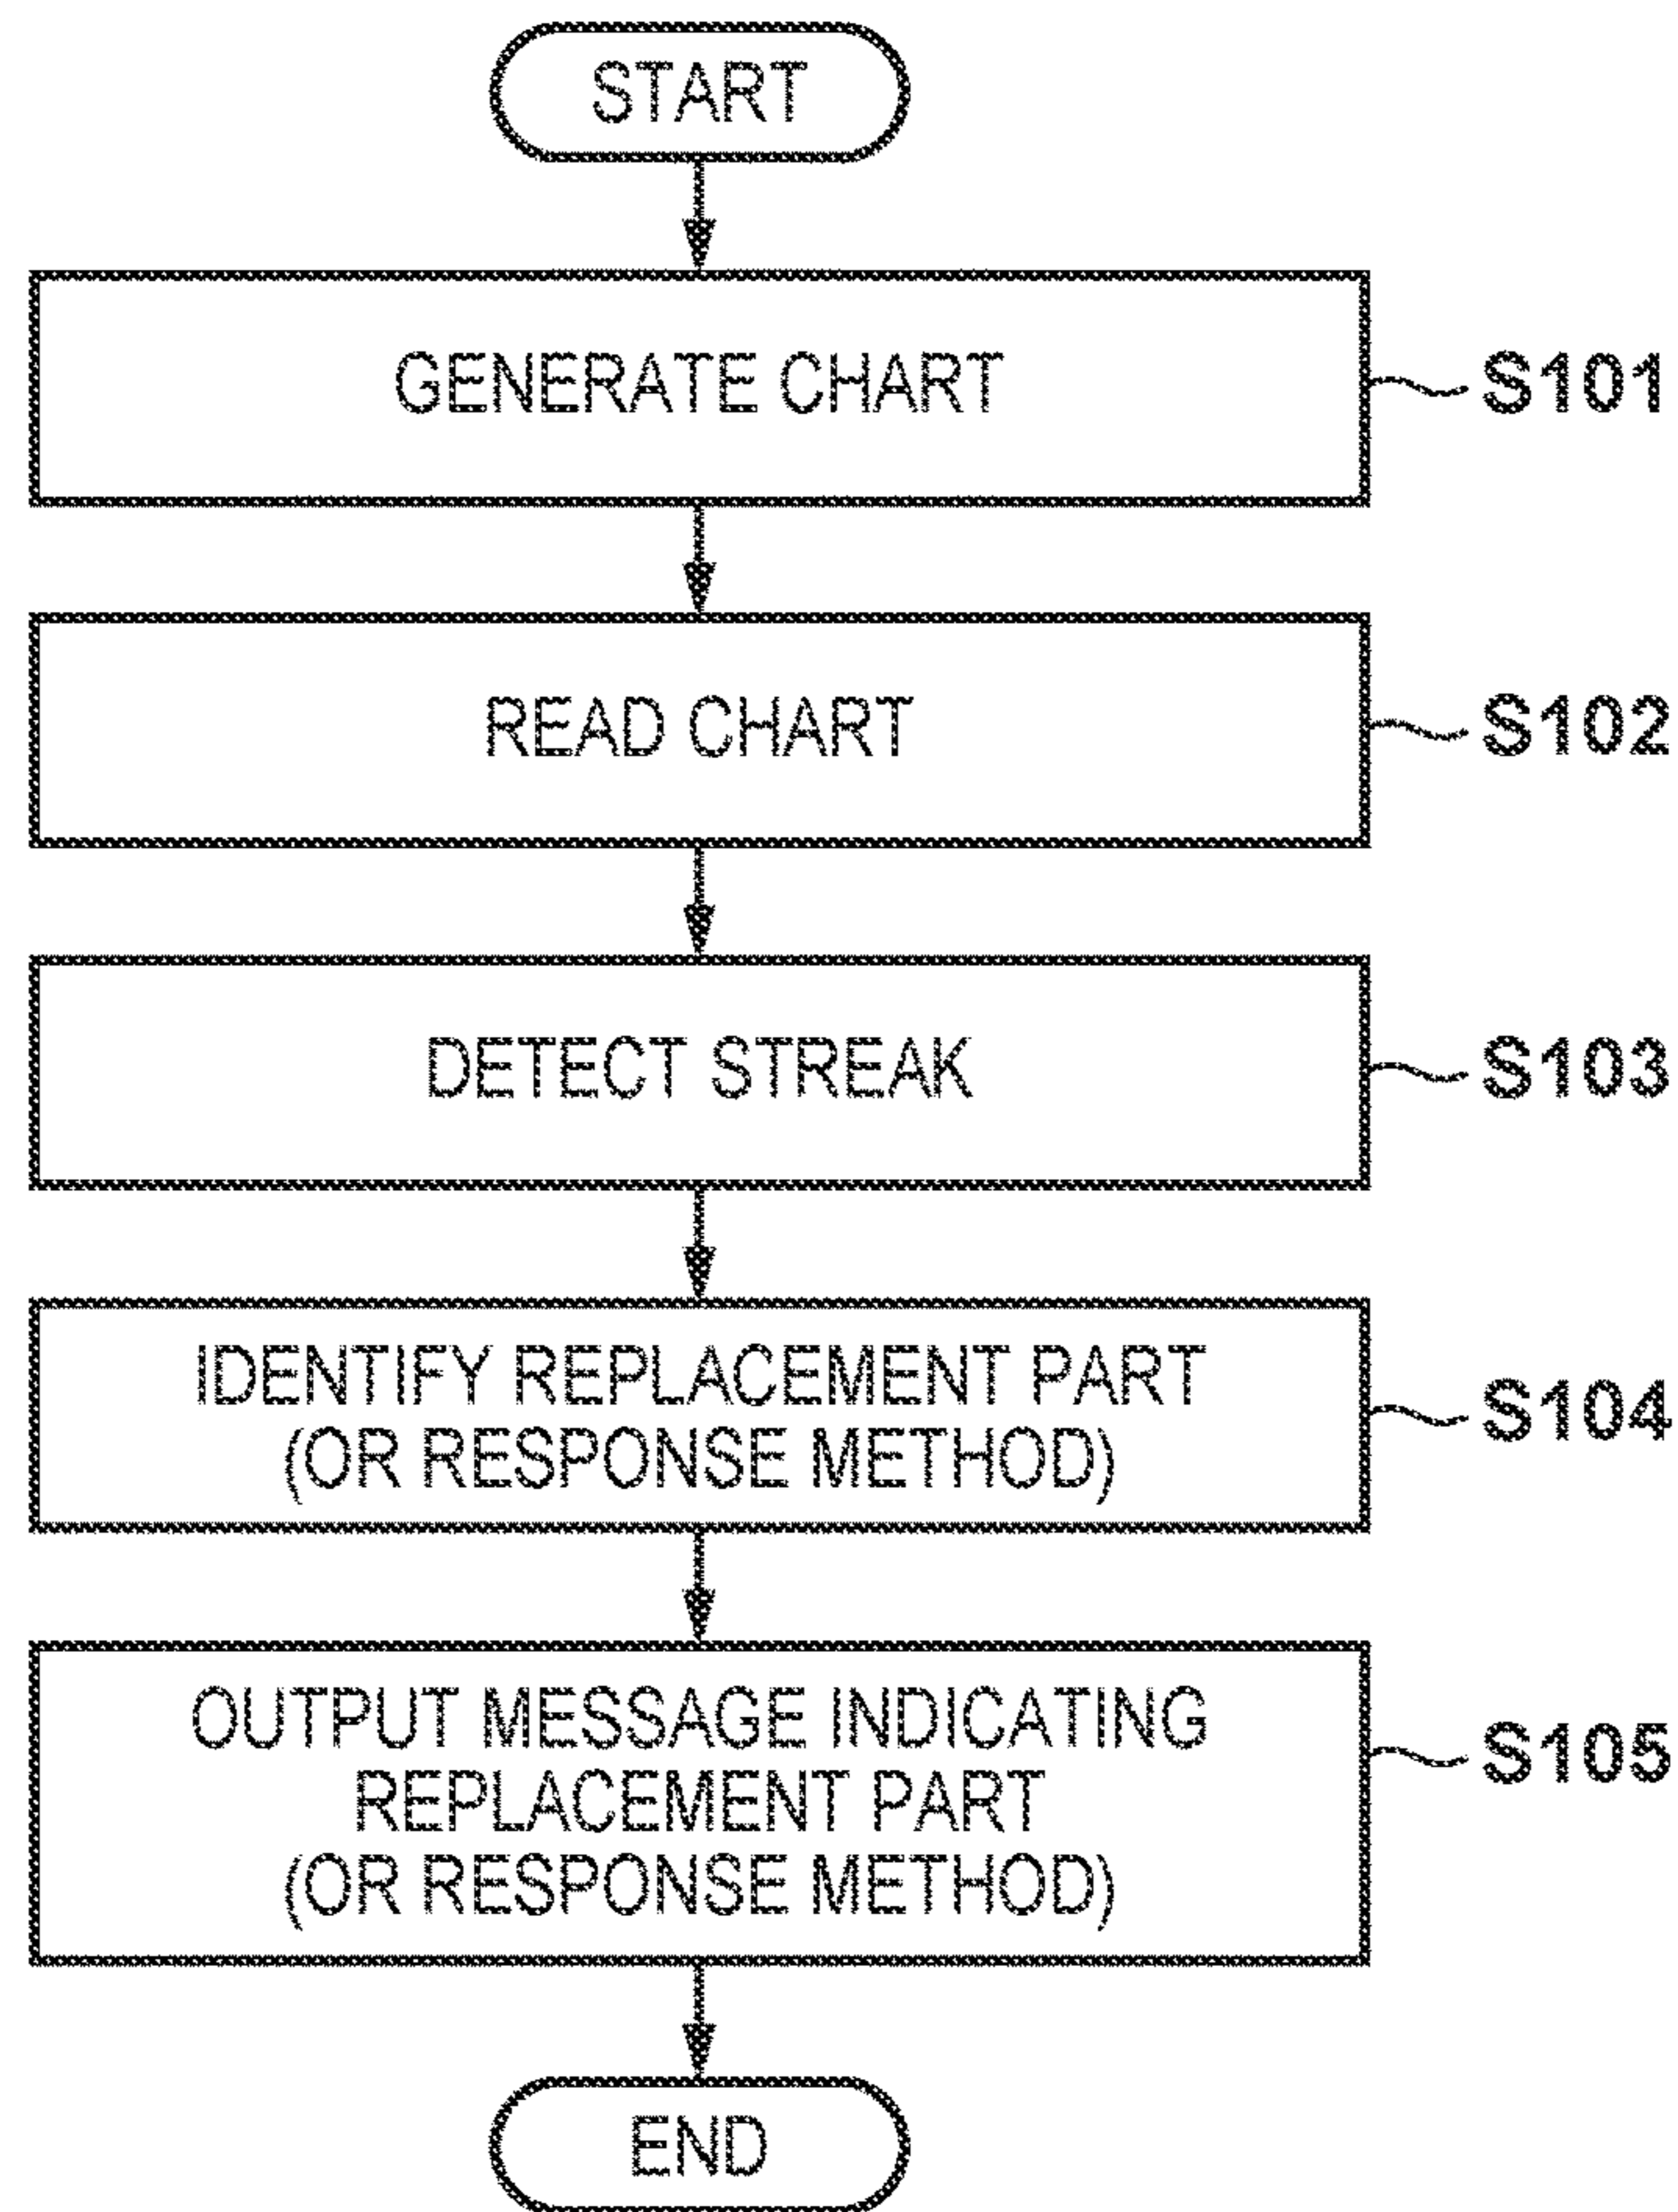 START
GENERATE CHART
S101
READ CHART
S102
DETECT STREAK
S103
IDENTIFY REPLACEMENT PART
(OR RESPONSE METHOD)
S104
OUTPUT MESSAGE INDICATING
REPLACEMENT PART
(OR RESPONSE METHOD)
S105
END